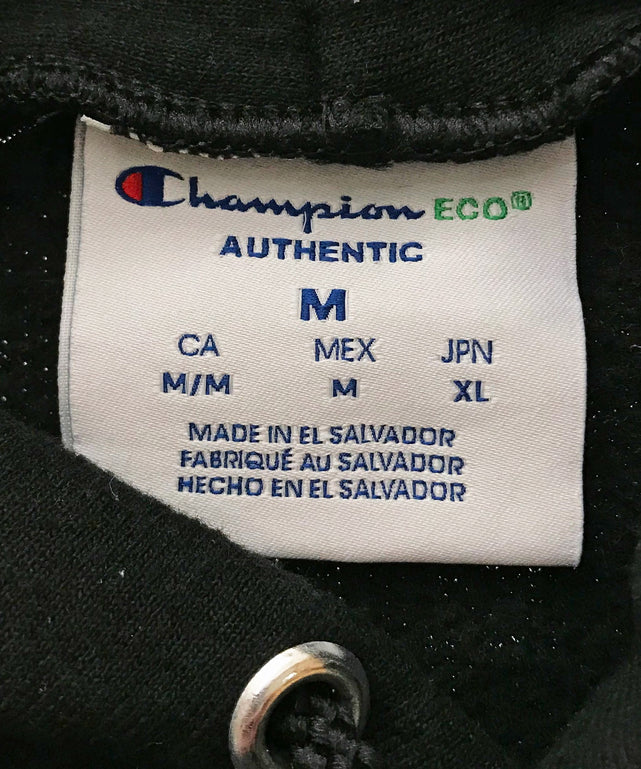 Champion ECO®
AUTHENTIC
M
CA MEX JPN
M/M M XL
MADE IN EL SALVADOR
FABRIQUÉ AU SALVADOR
HECHO EN EL SALVADOR